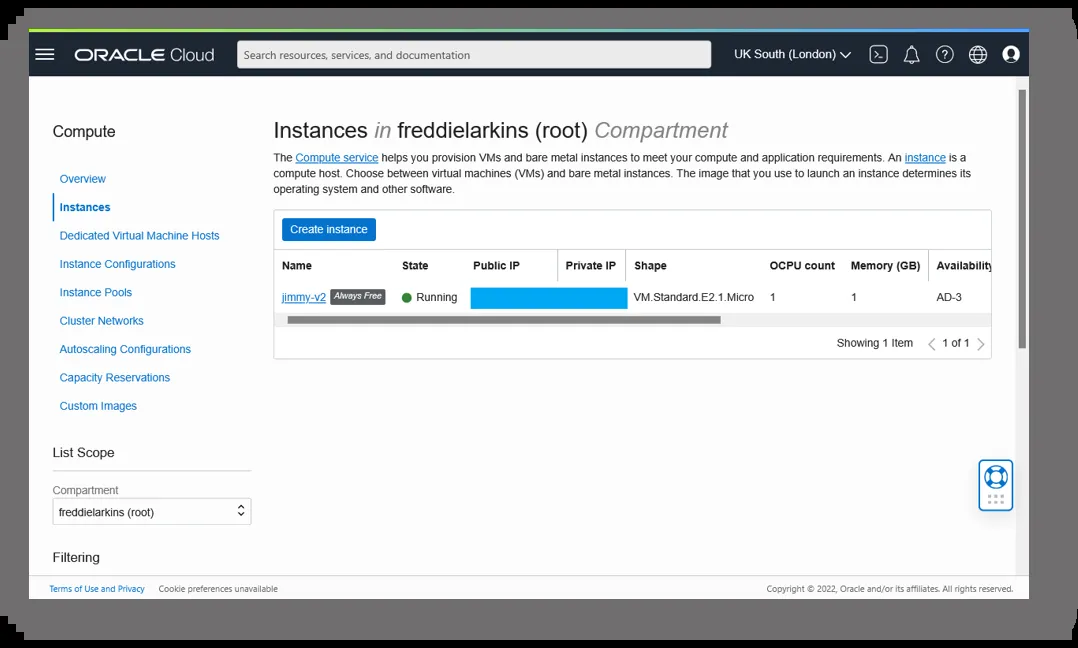 ORACLE Cloud
Search resources, services, and documentation
UK South (London)
Compute
Overview
Instances
Dedicated Virtual Machine Hosts
Instance Configurations
Instance Pools
Cluster Networks
Autoscaling Configurations
Capacity Reservations
Custom Images
List Scope
Compartment
freddielarkins (root)
Filtering
Instances in freddielarkins (root) Compartment
The Compute service helps you provision VMs and bare metal instances to meet your compute and application requirements. An instance is a
compute host. Choose between virtual machines (VMs) and bare metal instances. The image that you use to launch an instance determines its
operating system and other software.
Create instance
Name State Public IP Private IP Shape OCPU count Memory (GB) Availability
jimmy-v2 Always Free Running VM.Standard.E2.1.Micro 1 1 AD-3
Showing 1 Item 1 of 1
Terms of Use and Privacy Cookie preferences unavailable Copyright © 2022, Oracle and/or its affiliates. All rights reserved.